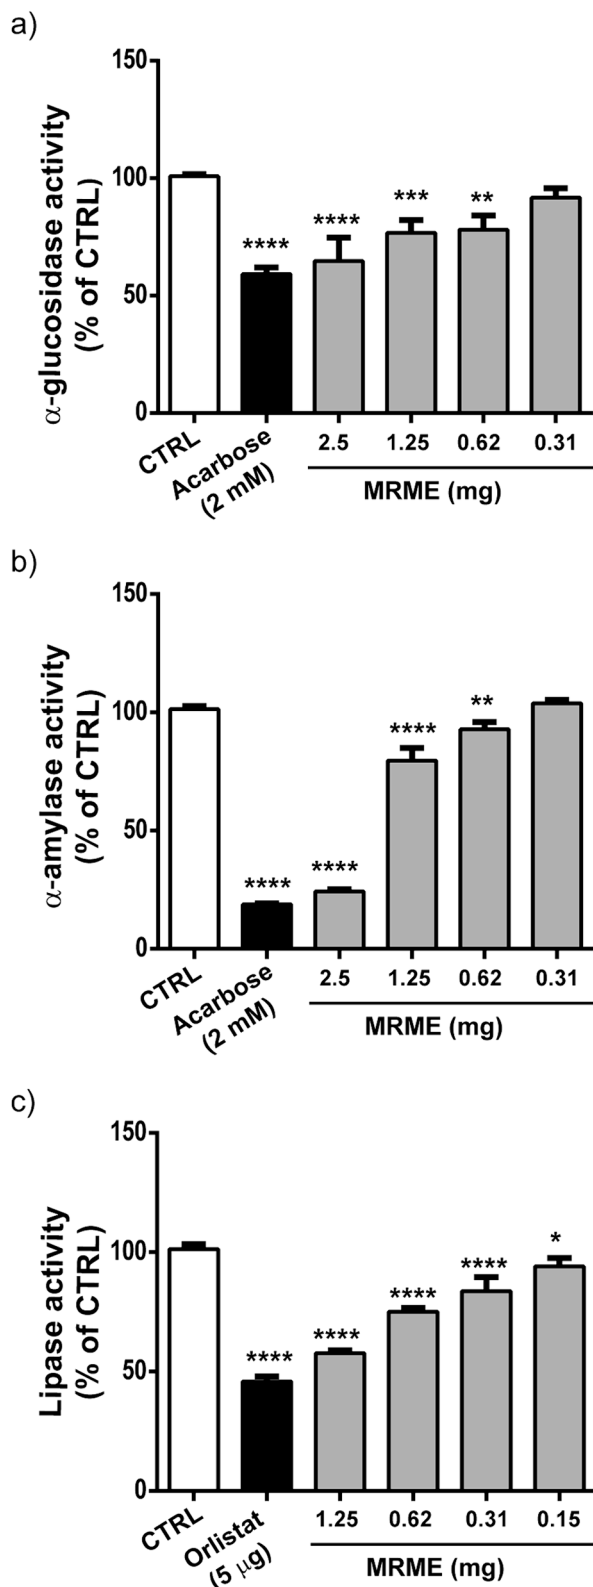 a)
α-glucosidase activity
(% of CTRL)
150
100
50
0
****
****
***
**
CTRL
Acarbose
(2 mM)
2.5 1.25 0.62 0.31
MRME (mg)
b)
α-amylase activity
(% of CTRL)
150
100
50
0
****
****
****
**
CTRL
Acarbose
(2 mM)
2.5 1.25 0.62 0.31
MRME (mg)
c)
Lipase activity
(% of CTRL)
150
100
50
0
****
****
****
****
*
CTRL
Orlistat
(5 μg)
1.25 0.62 0.31 0.15
MRME (mg)